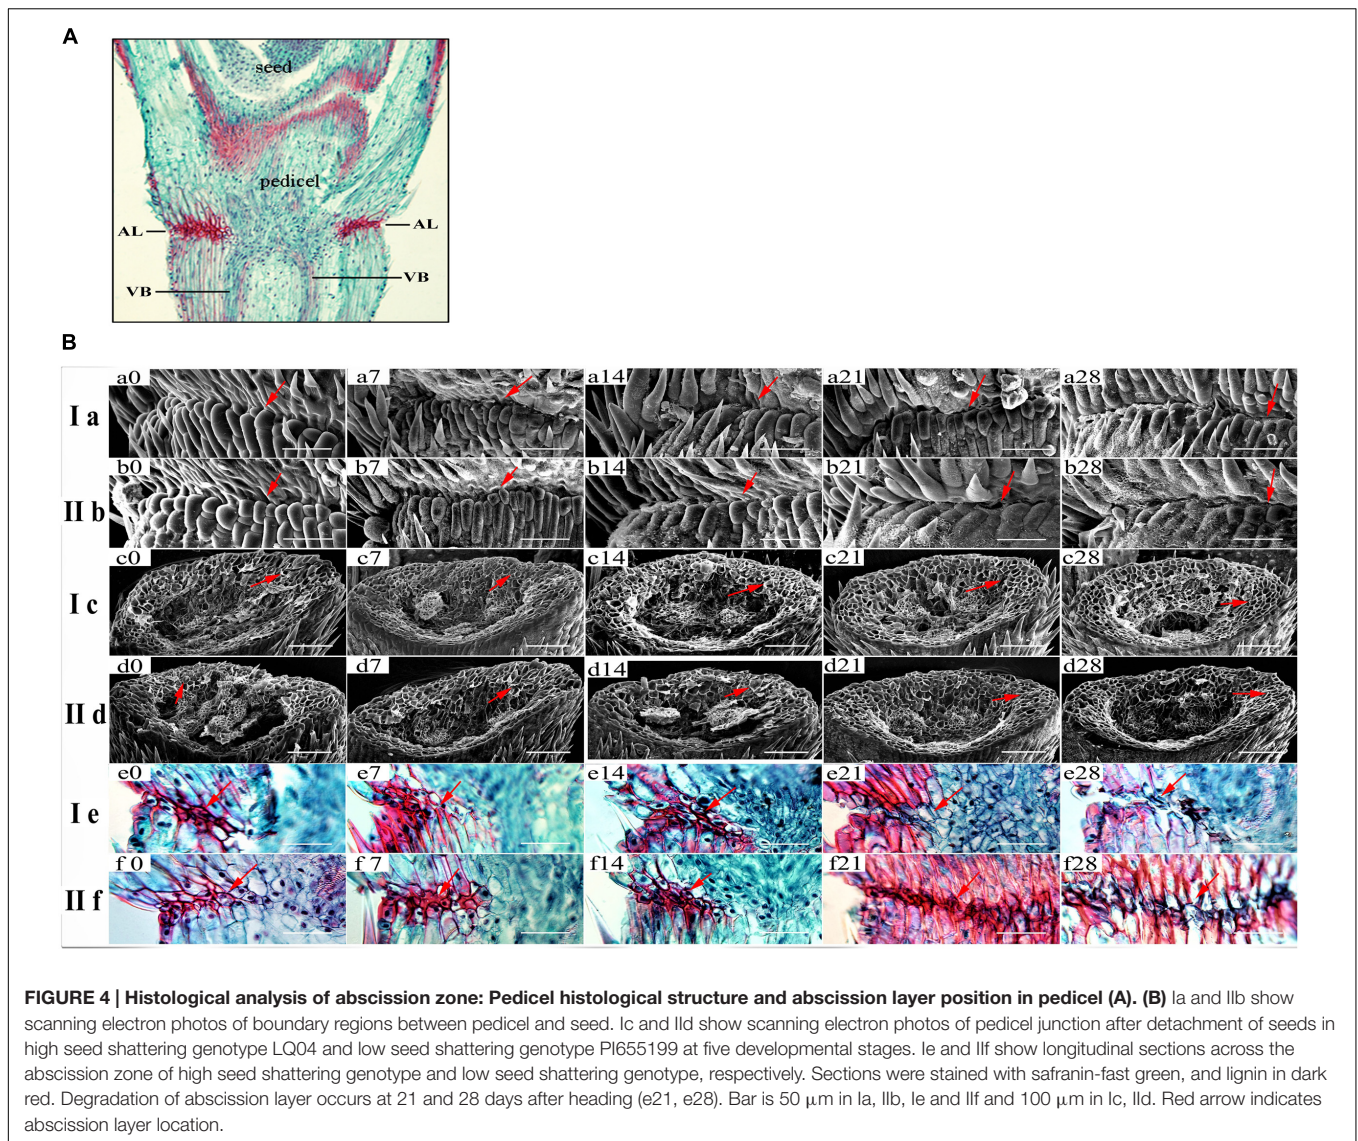 A
seed
pedicel
AL
AL
VB
VB
B
I a
a0
a7
a14
a21
a28
II b
b0
b7
b14
b21
b28
I c
c0
c7
c14
c21
c28
II d
d0
d7
d14
d21
d28
I e
e0
e7
e14
e21
e28
II f
f 0
f 7
f14
f21
f28
FIGURE 4 | Histological analysis of abscission zone: Pedicel histological structure and abscission layer position in pedicel (A). (B) Ia and IIb show
scanning electron photos of boundary regions between pedicel and seed. Ic and IId show scanning electron photos of pedicel junction after detachment of seeds in
high seed shattering genotype LQ04 and low seed shattering genotype PI655199 at five developmental stages. Ie and IIf show longitudinal sections across the
abscission zone of high seed shattering genotype and low seed shattering genotype, respectively. Sections were stained with safranin-fast green, and lignin in dark
red. Degradation of abscission layer occurs at 21 and 28 days after heading (e21, e28). Bar is 50 μm in Ia, IIb, Ie and IIf and 100 μm in Ic, IId. Red arrow indicates
abscission layer location.